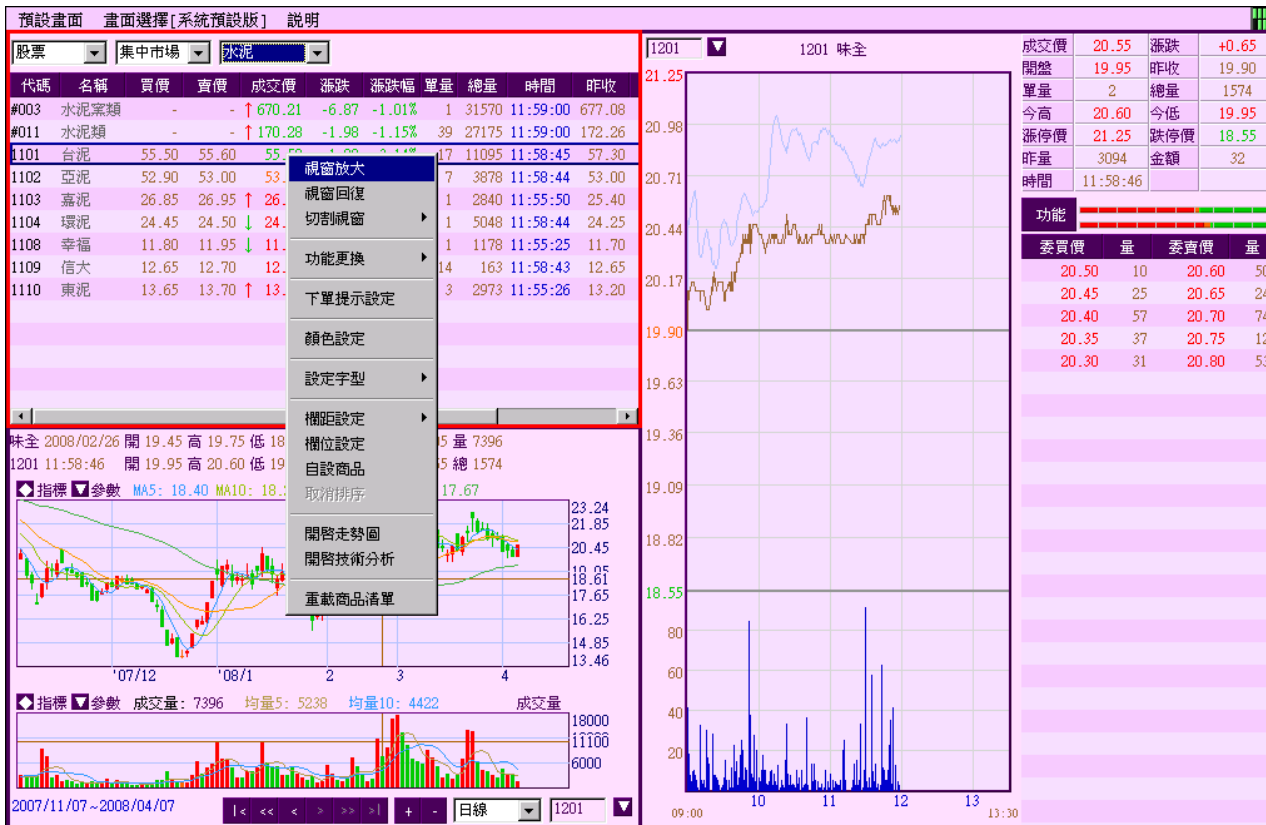 預設畫面 畫面選擇[系統預設版] 説明
股票 集中市場 水泥
代碼 名稱 買價 賣價 成交價 漲跌 漲跌幅 單量 總量 時間 昨收
#003 水泥窯類 - - ↑ 670.21 -6.87 -1.01% 1 31570 11:59:00 677.08
#011 水泥類 - - ↑ 170.28 -1.98 -1.15% 39 27175 11:59:00 172.26
1101 台泥 55.50 55.60 17 11095 11:58:45 57.30
1102 亞泥 52.90 53.00 53. 7 3878 11:58:44 53.00
1103 嘉泥 26.85 26.95 ↑ 26. 1 2840 11:55:50 25.40
1104 環泥 24.45 24.50 ↓ 24. 1 5048 11:58:44 24.25
1108 幸福 11.80 11.95 ↓ 11. 1 1178 11:55:25 11.70
1109 信大 12.65 12.70 12. 14 163 11:58:43 12.65
1110 東泥 13.65 13.70 ↑ 13. 3 2973 11:55:26 13.20
視窗放大
視窗回復
切割視窗
功能更換
下單提示設定
顏色設定
設定字型
欄距設定
欄位設定
自設商品
取消排序
開啓走勢圖
開啓技術分析
重載商品清單
味全 2008/02/26 開 19.45 高 19.75 低 18 5 量 7396
1201 11:58:46 開 19.95 高 20.60 低 19 5 總 1574
指標 參數 MA5: 18.40 MA10: 18. 17.67
23.24
21.85
20.45
18.61
17.65
16.25
14.85
13.46
'07/12 '08/1 2 3 4
指標 參數 成交量: 7396 均量5: 5238 均量10: 4422 成交量
18000
11100
6000
2007/11/07~2008/04/07 |< << < > >> >| + - 日線 1201
1201 1201 味全
21.25
20.98
20.71
20.44
20.17
19.90
19.63
19.36
19.09
18.82
18.55
80
60
40
20
10 11 12 13
09:00 13:30
成交價 20.55 漲跌 +0.65
開盤 19.95 昨收 19.90
單量 2 總量 1574
今高 20.60 今低 19.95
漲停價 21.25 跌停價 18.55
昨量 3094 金額 32
時間 11:58:46
功能
委買價 量 委賣價 量
20.50 10 20.60 50
20.45 25 20.65 24
20.40 57 20.70 74
20.35 37 20.75 12
20.30 31 20.80 53